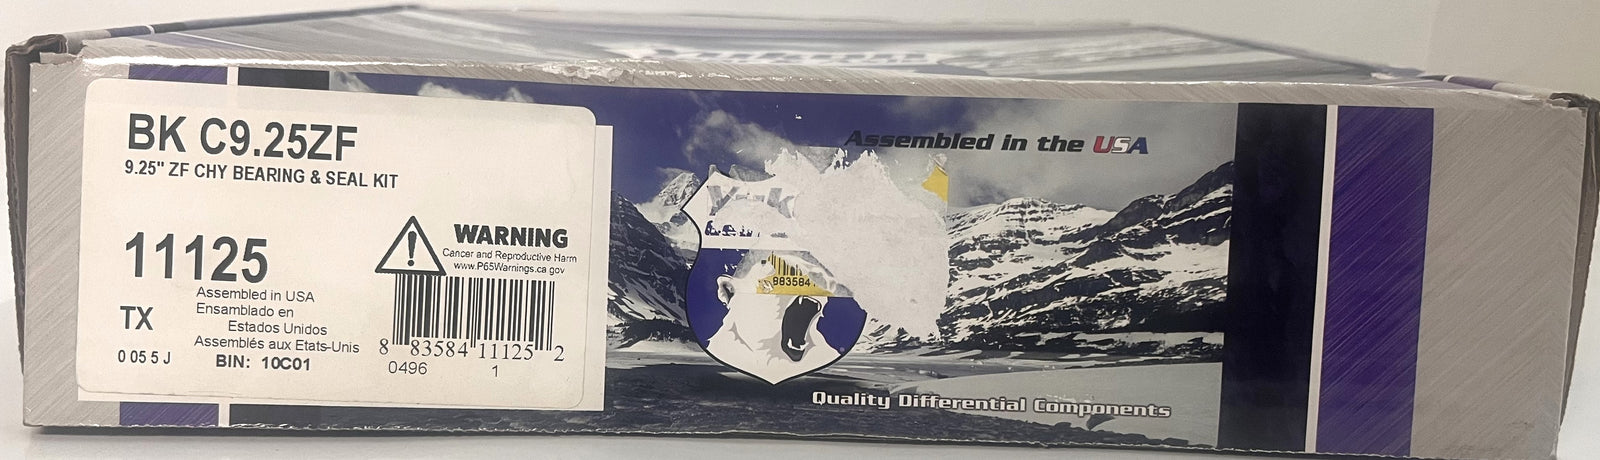 BK C9.25ZF
9.25" ZF CHY BEARING & SEAL KIT
11125
WARNING
Cancer and Reproductive Harm
www.P65Warnings.ca.gov
TX
Assembled in USA
Ensamblado en
Estados Unidos
Assemblés aux Etats-Unis
0 05 5 J
BIN: 10C01
8 83584 11125 2
0496 1
Assembled in the USA
883584
Quality Differential Components